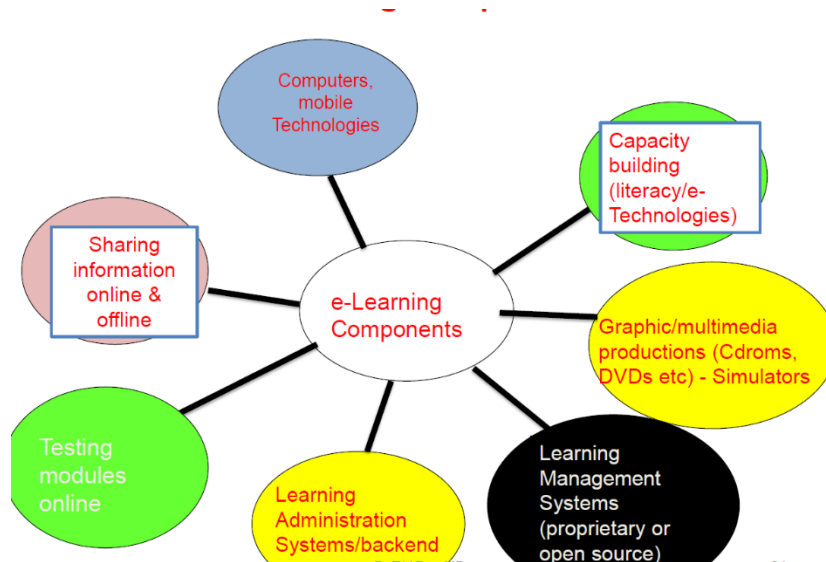 Computers,
mobile
Technologies
Capacity
building
(literacy/e-
Technologies)
Sharing
information
online &
offline
e-Learning
Components
Graphic/multimedia
productions (Cdroms,
DVDs etc) - Simulators
Testing
modules
online
Learning
Administration
Systems/backend
Learning
Management
Systems
(proprietary or
open source)